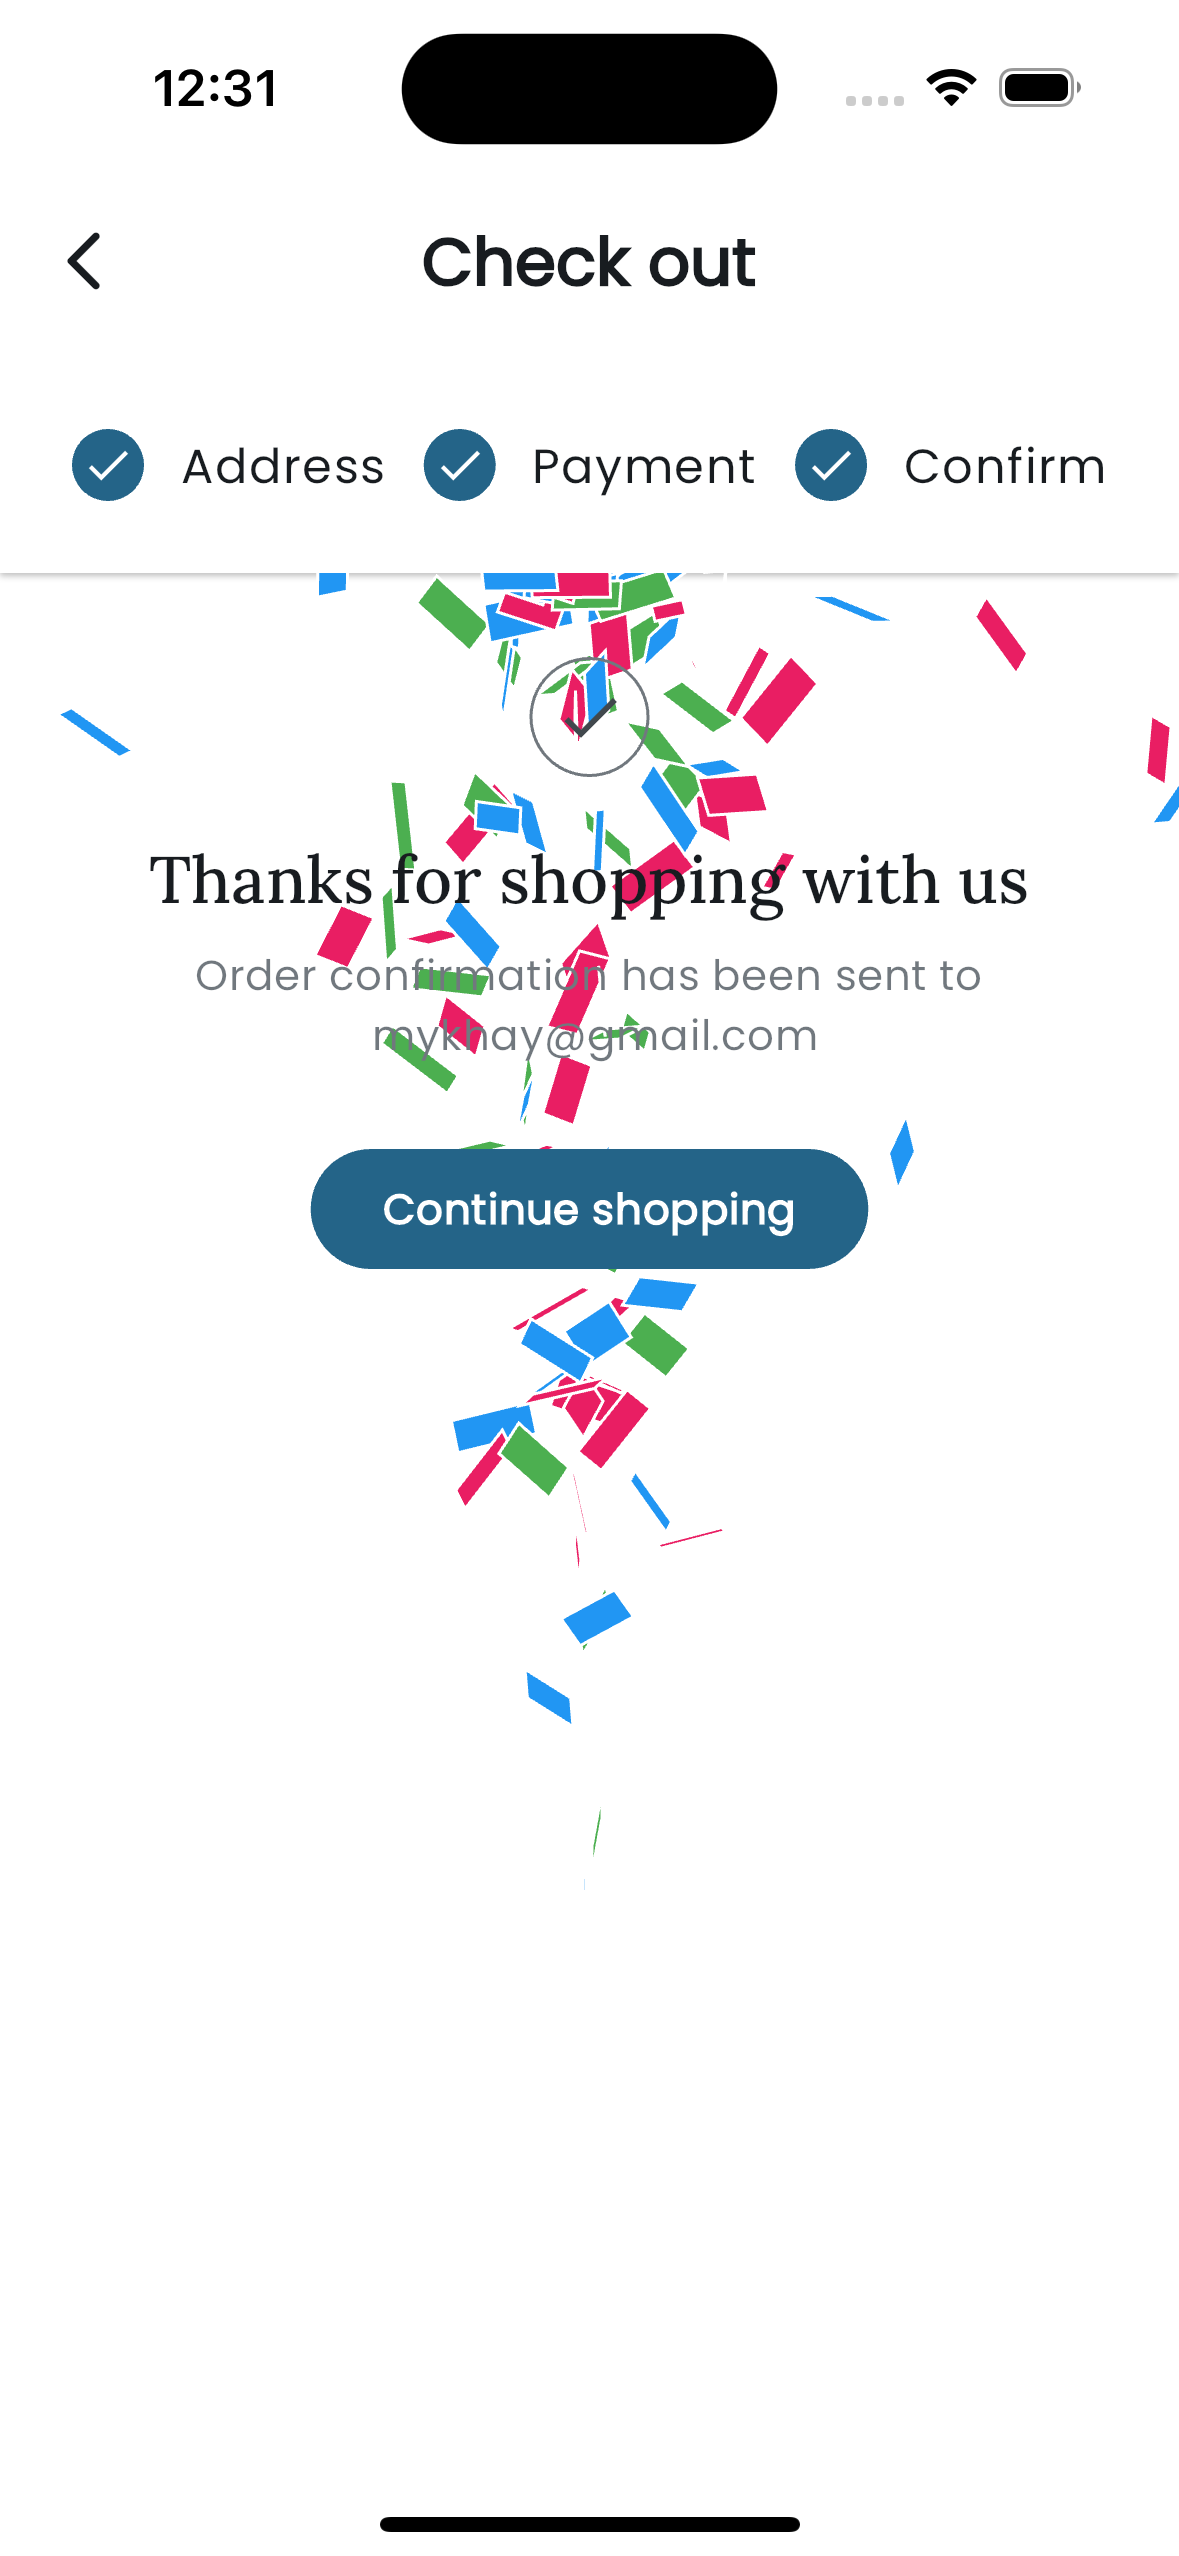 12:31
Check out
Address Payment Confirm
Thanks for shopping with us
Order confirmation has been sent to
mykhay@gmail.com
Continue shopping